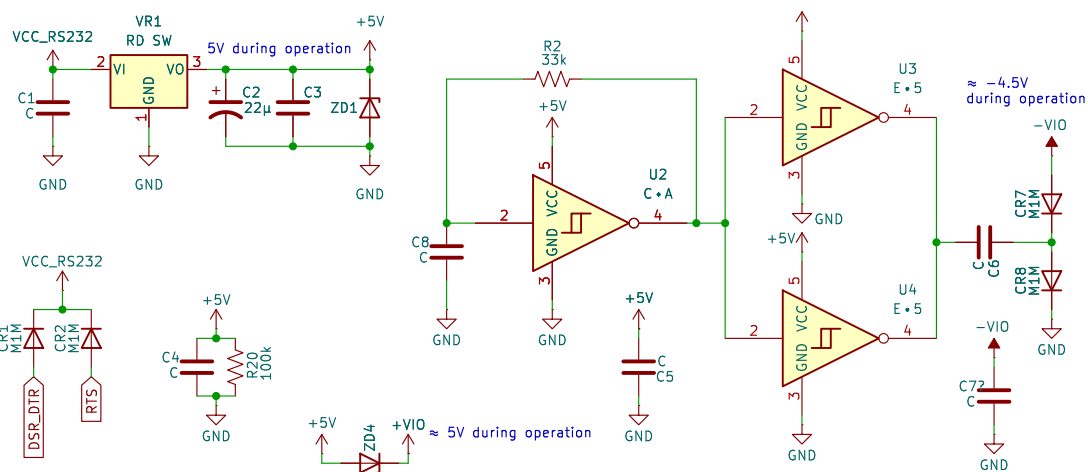 VCC_RS232
VR1
RD SW
2
VI
VO
3
GND
1
5V during operation
+5V
C1
C
+
C2
22µ
C3
ZD1
GND
GND
GND
R2
33k
+5V
5
VCC
GND
3
2
4
U2
C•A
C8
C
GND
GND
5
VCC
GND
3
2
4
U3
E•5
GND
+5V
5
VCC
GND
3
2
4
U4
E•5
GND
≈ -4.5V
during operation
-VIO
CR7
M1M
CR8
M1M
C
C6
GND
-VIO
C7?
C
GND
VCC_RS232
CR1
M1M
CR2
M1M
DSR_DTR
RTS
+5V
C4
C
R20
100k
GND
+5V
C
C5
GND
+5V
ZD4
+VIO
≈ 5V during operation